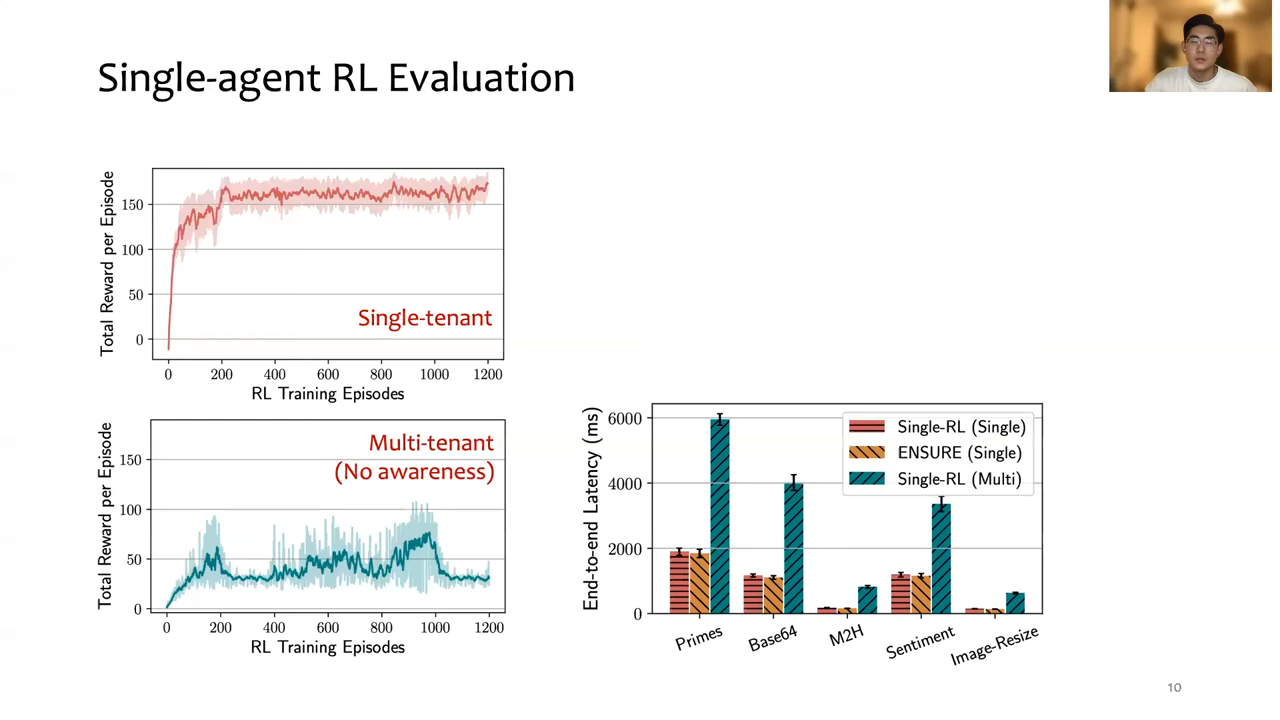 Single-agent RL Evaluation
Total Reward per Episode
150
100
50
0
Single-tenant
0 200 400 600 800 1000 1200
RL Training Episodes
Total Reward per Episode
150
100
50
0
Multi-tenant
(No awareness)
0 200 400 600 800 1000 1200
RL Training Episodes
End-to-end Latency (ms)
6000
4000
2000
0
Single-RL (Single)
ENSURE (Single)
Single-RL (Multi)
Primes Base64 M2H Sentiment Image-Resize
10